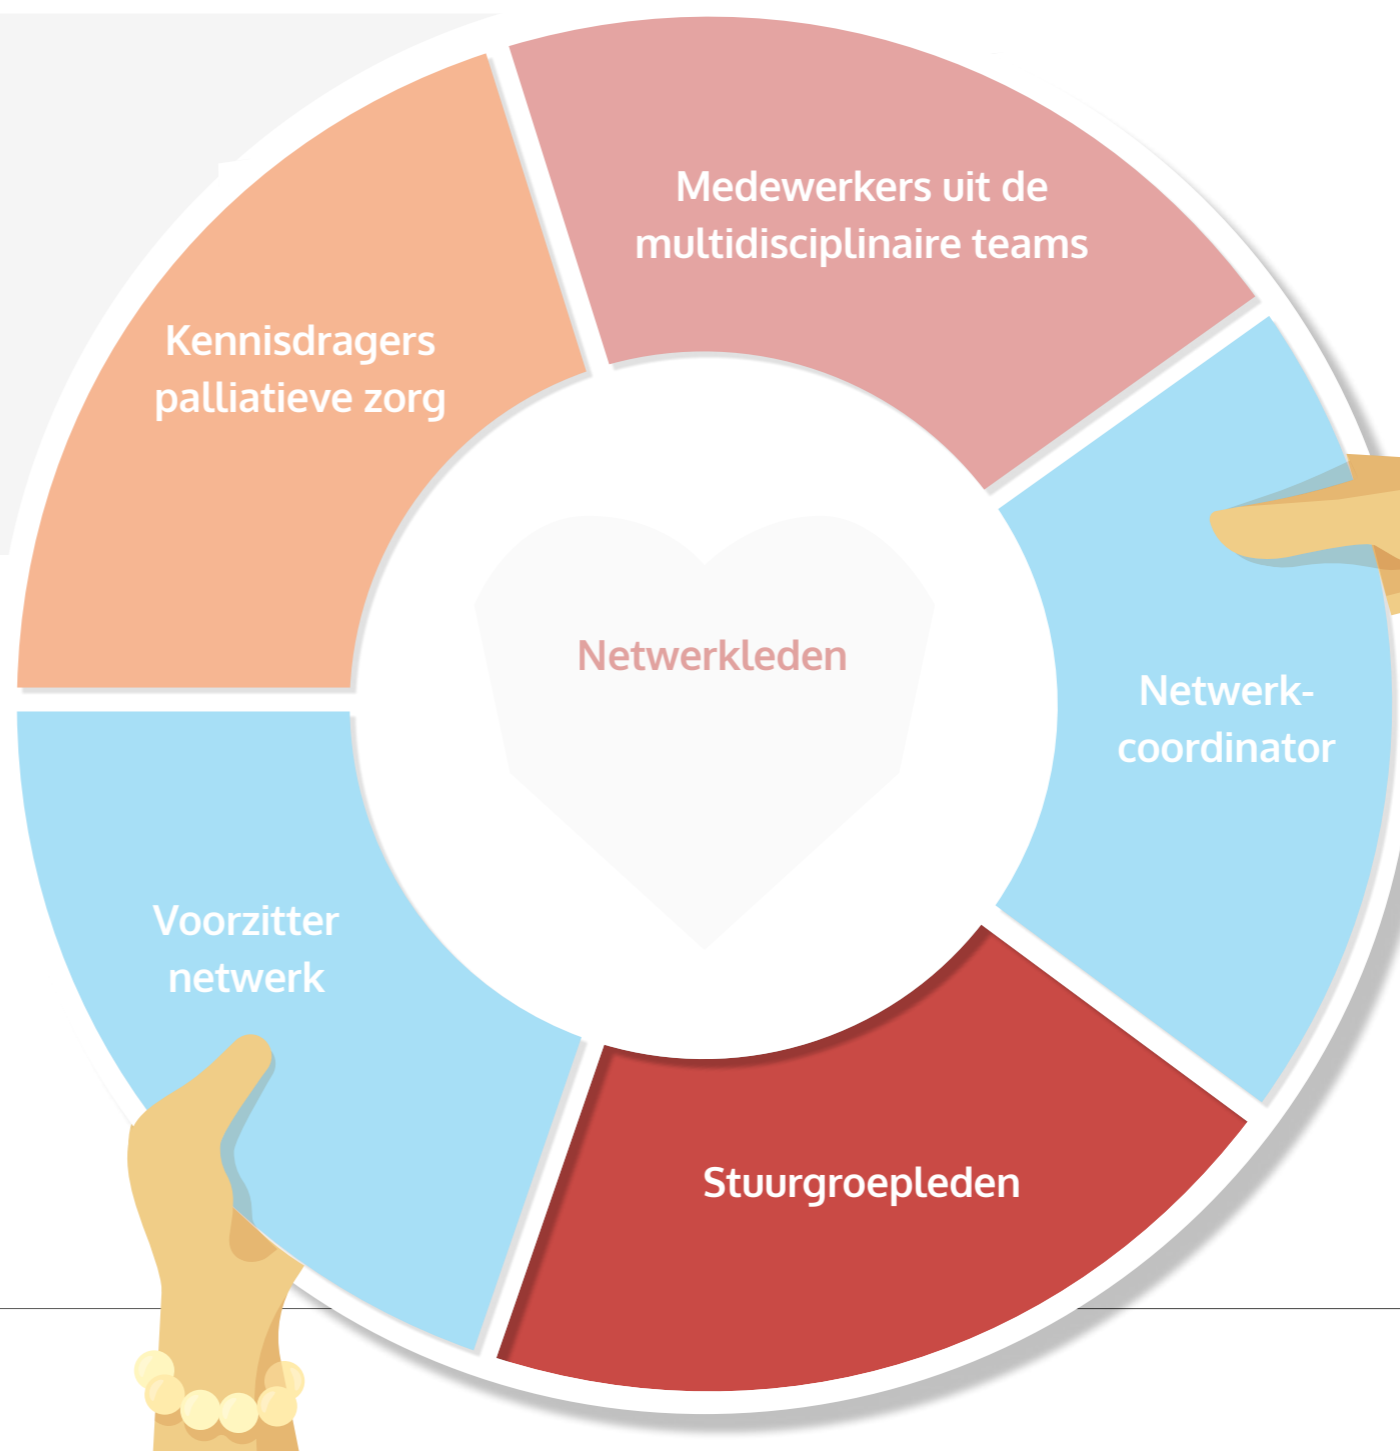 Medewerkers uit de
multidisciplinaire teams
Kennisdragers
palliatieve zorg
Netwerkleden
Netwerk-
coordinator
Voorzitter
netwerk
Stuurgroepleden